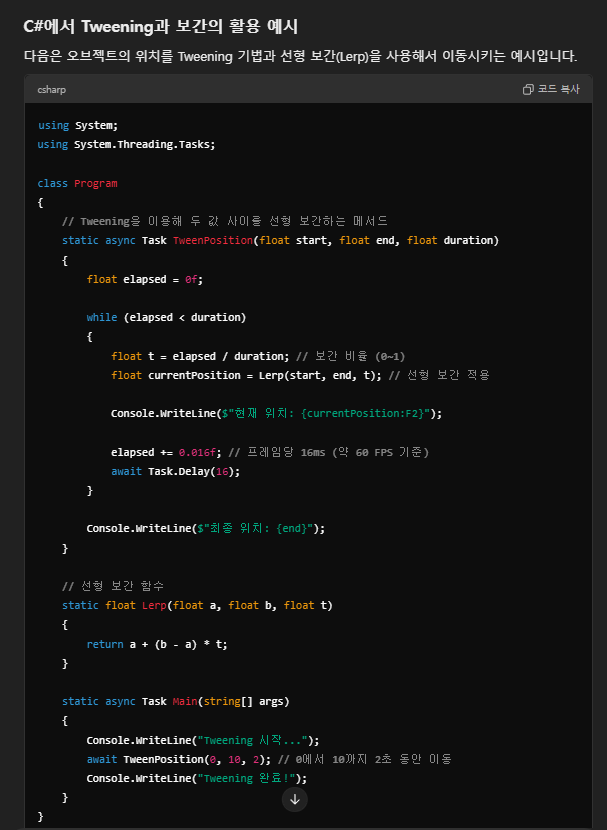 C#에서 Tweening과 보간의 활용 예시
다음은 오브젝트의 위치를 Tweening 기법과 선형 보간(Lerp)을 사용해서 이동시키는 예시입니다.
csharp
코드 복사
using System;
using System.Threading.Tasks;
class Program
{
// Tweening을 이용해 두 값 사이를 선형 보간하는 메서드
static async Task TweenPosition(float start, float end, float duration)
{
float elapsed = 0f;
while (elapsed < duration)
{
float t = elapsed / duration; // 보간 비율 (0~1)
float currentPosition = Lerp(start, end, t); // 선형 보간 적용
Console.WriteLine($"현재 위치: {currentPosition:F2}");
elapsed += 0.016f; // 프레임당 16ms (약 60 FPS 기준)
await Task.Delay(16);
}
Console.WriteLine($"최종 위치: {end}");
}
// 선형 보간 함수
static float Lerp(float a, float b, float t)
{
return a + (b - a) * t;
}
static async Task Main(string[] args)
{
Console.WriteLine("Tweening 시작...");
await TweenPosition(0, 10, 2); // 0에서 10까지 2초 동안 이동
Console.WriteLine("Tweening 완료!");
}
}